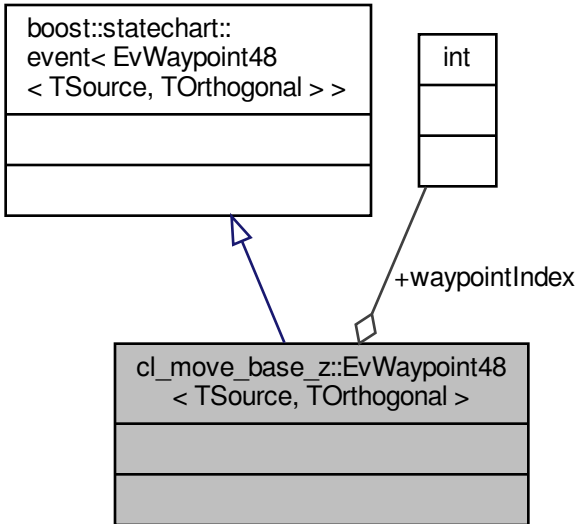 boost::statechart::
event< EvWaypoint48
< TSource, TOrthogonal > >
int
+waypointIndex
cl_move_base_z::EvWaypoint48
< TSource, TOrthogonal >